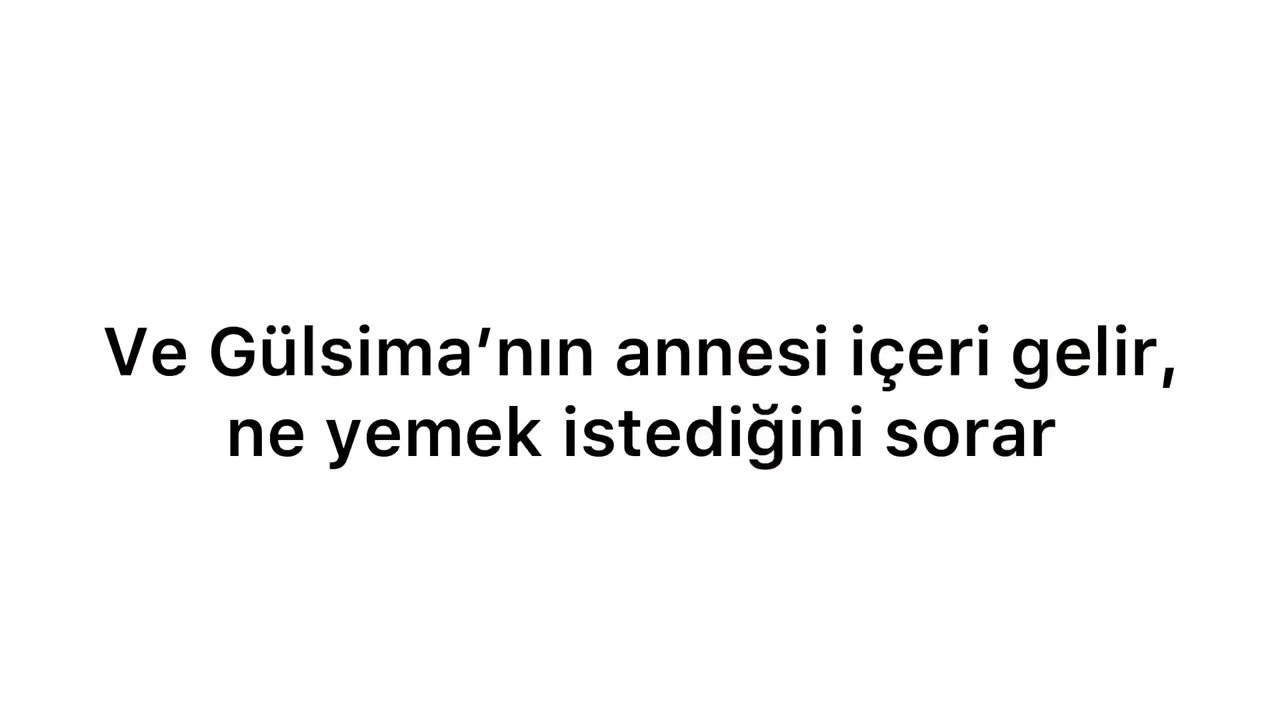 Ve Gülsima’nın annesi içeri gelir,
ne yemek istediğini sorar